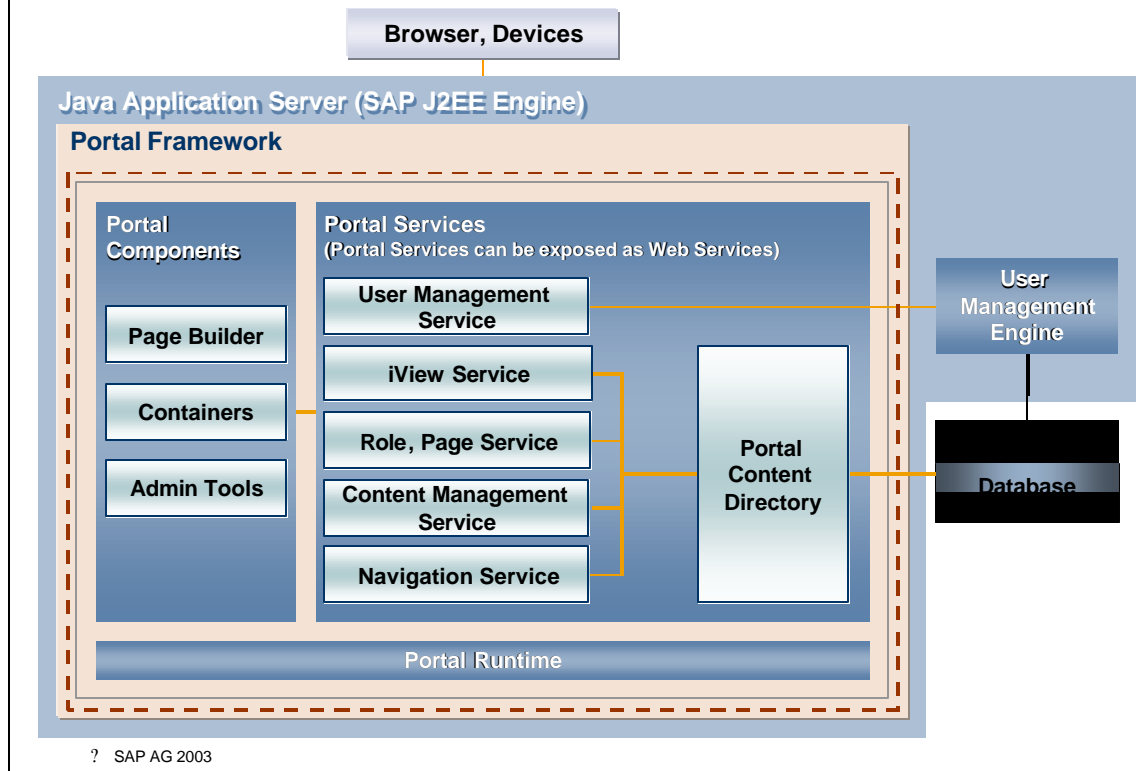 Browser, Devices
Java Application Server (SAP J2EE Engine)
Portal Framework
Portal
Components
Page Builder
Containers
Admin Tools
Portal Services
(Portal Services can be exposed as Web Services)
User Management
Service
iView Service
Role, Page Service
Content Management
Service
Navigation Service
Portal
Content
Directory
User
Management
Engine
Database
Portal Runtime
? SAP AG 2003